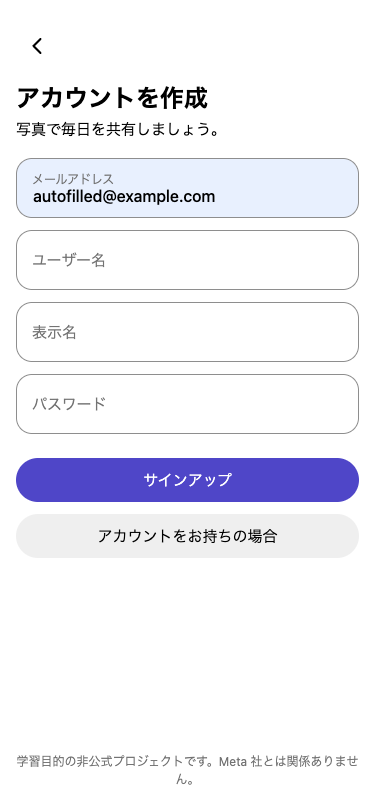 アカウントを作成
写真で毎日を共有しましょう。
メールアドレス
autofilled@example.com
ユーザー名
表示名
パスワード
サインアップ
アカウントをお持ちの場合
学習目的の非公式プロジェクトです。Meta 社とは関係ありませ
ん。